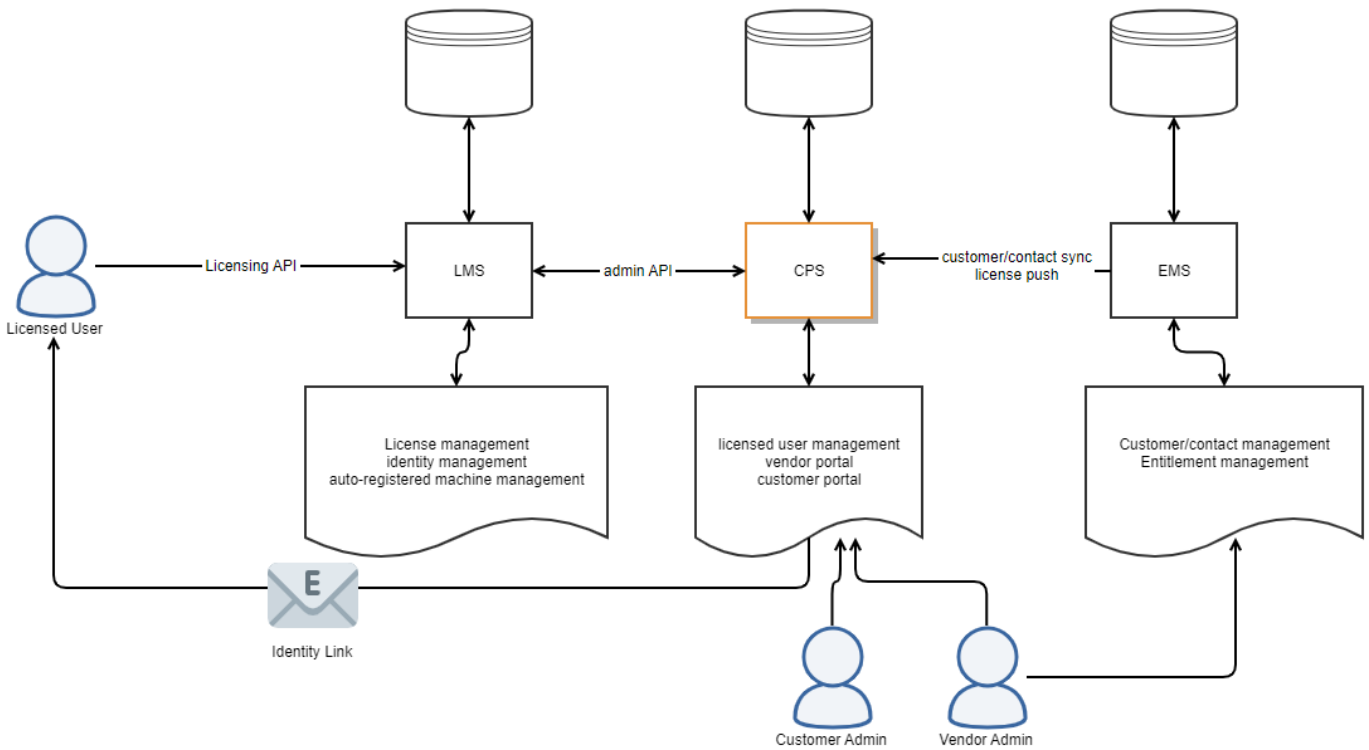 Licensing API
LMS
admin API
CPS
customer/contact sync
license push
EMS
Licensed User
License management
identity management
auto-registered machine management
licensed user management
vendor portal
customer portal
Customer/contact management
Entitlement management
E
Identity Link
Customer Admin
Vendor Admin